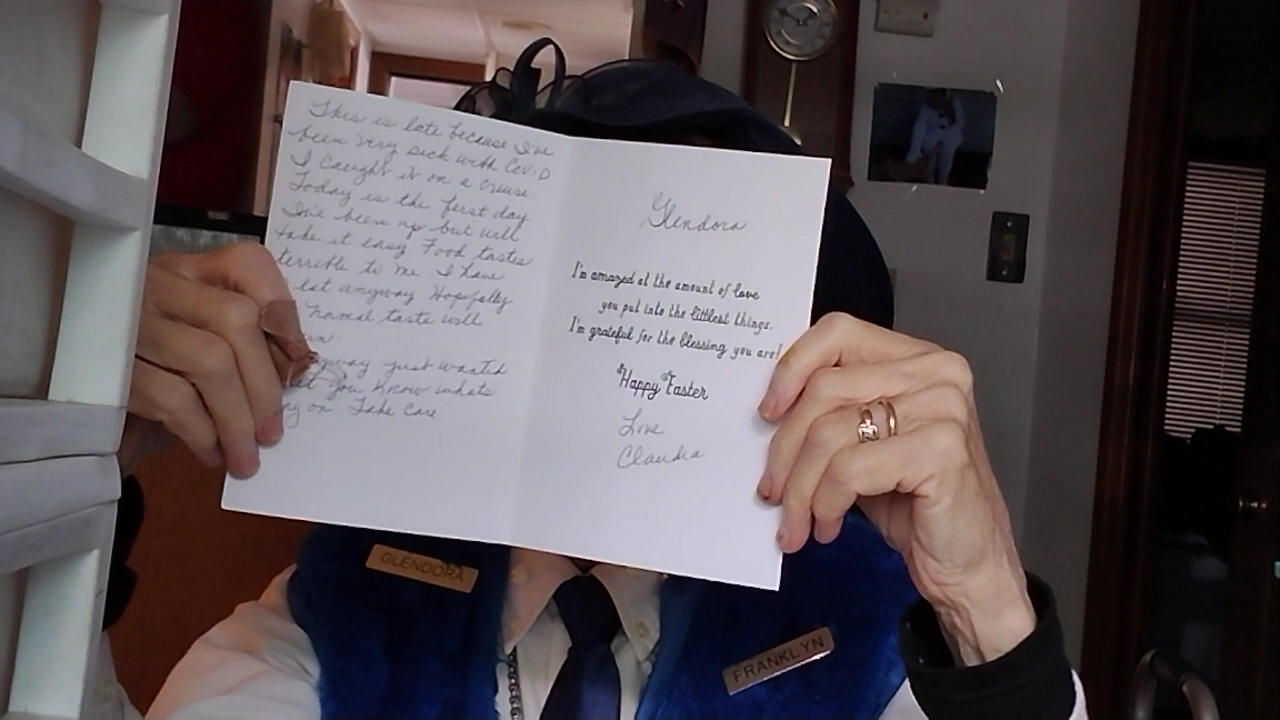 This is late because I've
been very sick with Cov.D
I Caught it on a Cruise.
Today is the first day
I've been up but will
take it easy Food tastes
terrible to me I have
eat anyway Hopefully
Normal taste will
just wanted
you Know whats
on Take Care
Glendora
I'm amazed at the amount of love
you put into the littlest things.
I'm grateful for the blessing you are!
Happy Easter
Love
Claudia
GLENDORA
FRANKLYN